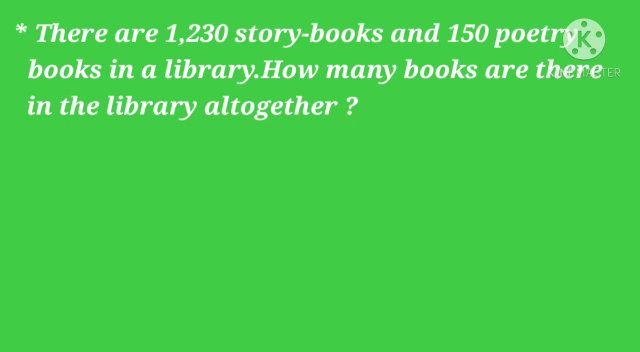 * There are 1,230 story-books and 150 poetry
books in a library.How many books are there
in the library altogether ?
K